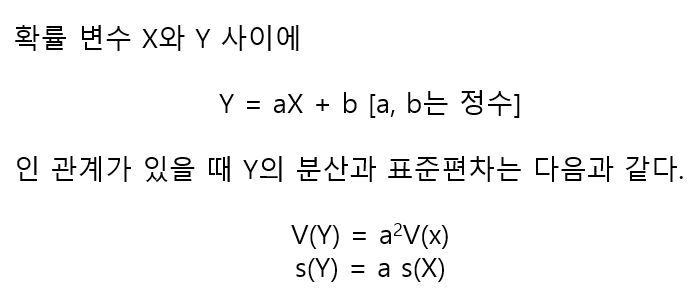 확률 변수 X와 Y 사이에
Y = aX + b [a, b는 정수]
인 관계가 있을 때 Y의 분산과 표준편차는 다음과 같다.
V(Y) = a²V(x)
s(Y) = a s(X)